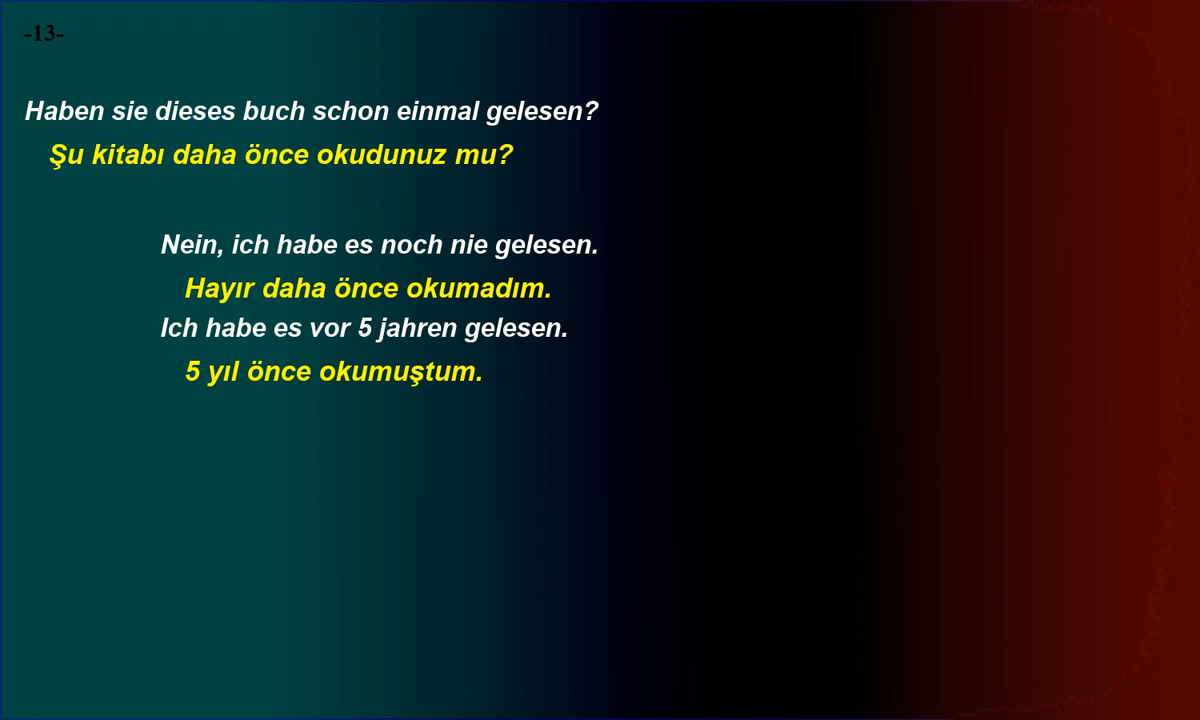 -13-
Haben sie dieses buch schon einmal gelesen?
Şu kitabı daha önce okudunuz mu?
Nein, ich habe es noch nie gelesen.
Hayır daha önce okumadım.
Ich habe es vor 5 jahren gelesen.
5 yıl önce okumuştum.